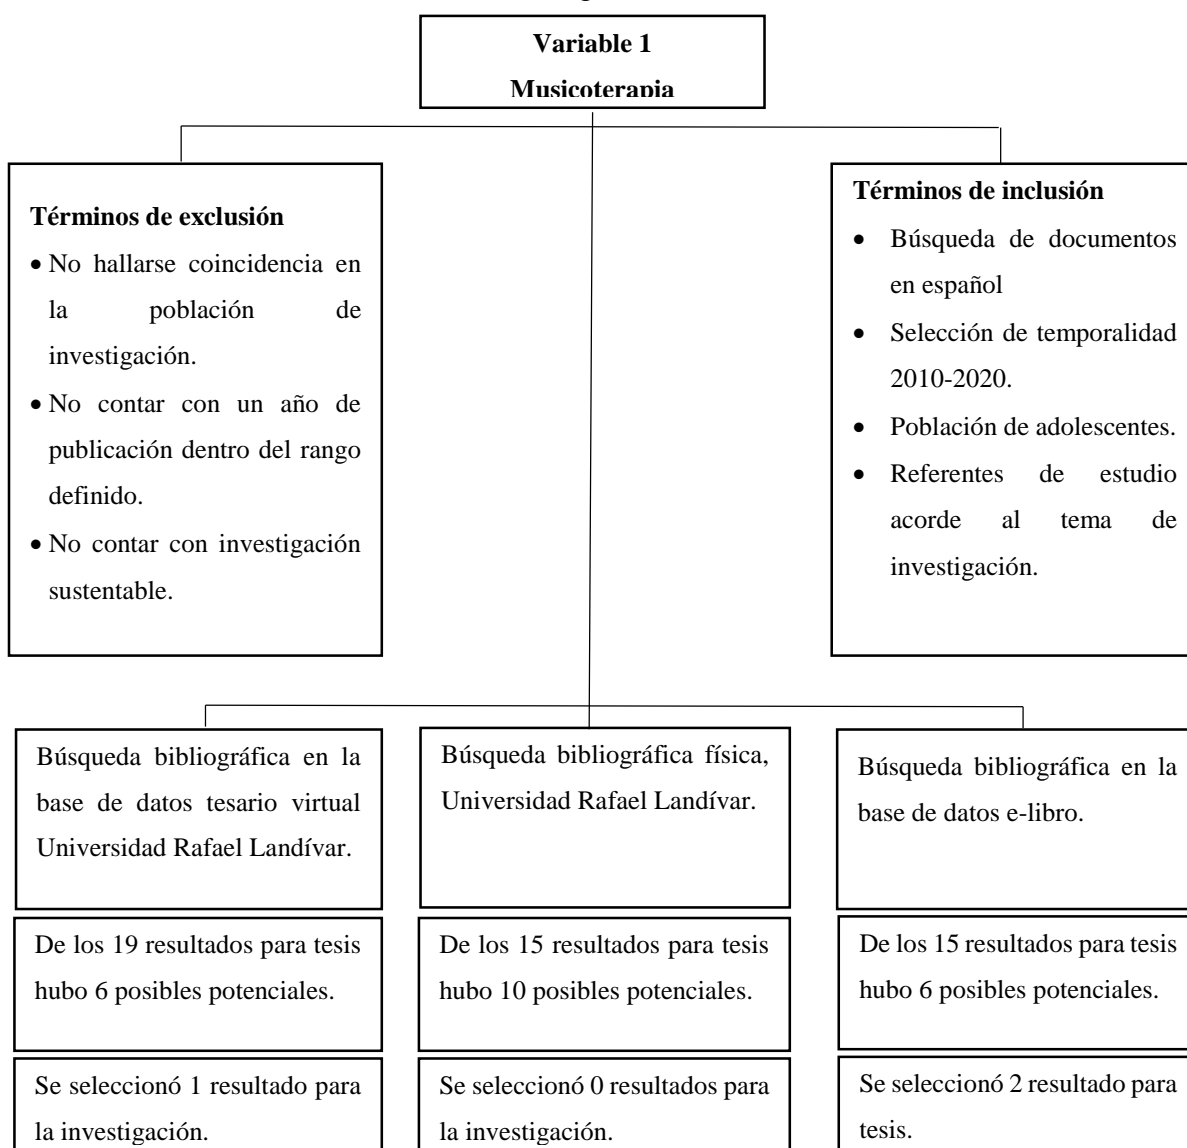 Variable 1
Musicoterapia
Términos de exclusión
• No hallarse coincidencia en
la población de
investigación.
• No contar con un año de
publicación dentro del rango
definido.
• No contar con investigación
sustentable.
Términos de inclusión
• Búsqueda de documentos
en español
• Selección de temporalidad
2010-2020.
• Población de adolescentes.
• Referentes de estudio
acorde al tema de
investigación.
Búsqueda bibliográfica en la
base de datos tesario virtual
Universidad Rafael Landívar.
Búsqueda bibliográfica física,
Universidad Rafael Landívar.
Búsqueda bibliográfica en la
base de datos e-libro.
De los 19 resultados para tesis
hubo 6 posibles potenciales.
De los 15 resultados para tesis
hubo 10 posibles potenciales.
De los 15 resultados para tesis
hubo 6 posibles potenciales.
Se seleccionó 1 resultado para
la investigación.
Se seleccionó 0 resultados para
la investigación.
Se seleccionó 2 resultado para
tesis.